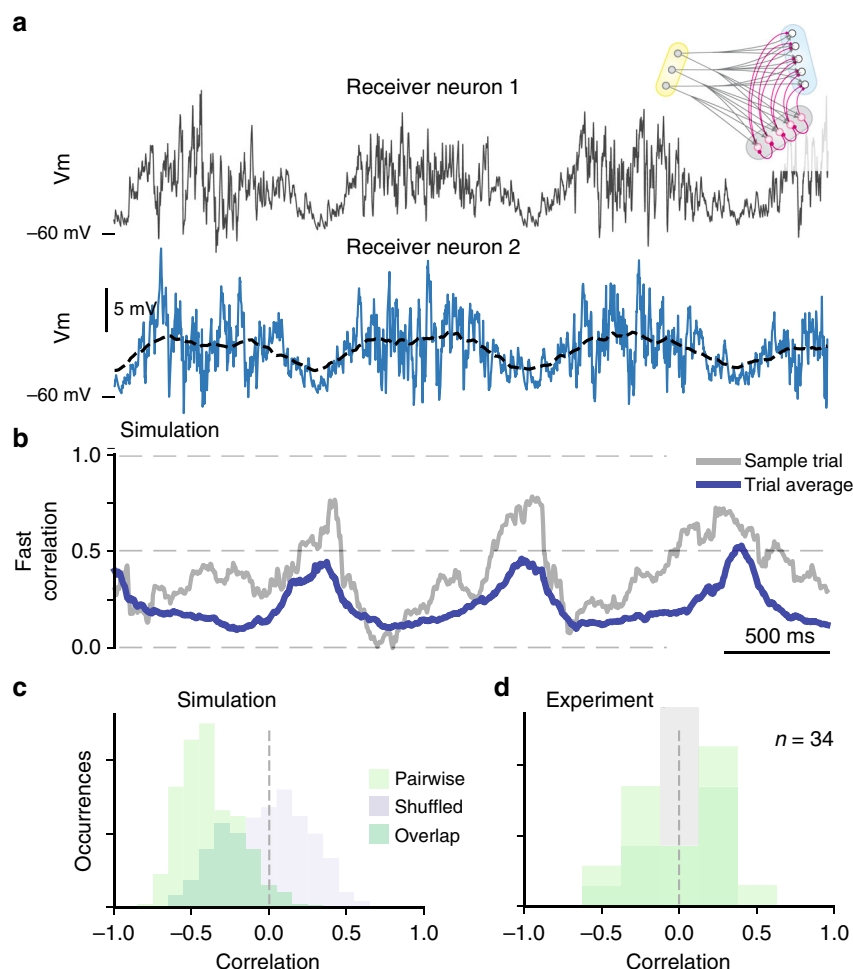 a
Receiver neuron 1
Vm
−60 mV
Receiver neuron 2
5 mV
Vm
−60 mV
b
Simulation
1.0
0.5
0.0
Fast
correlation
Sample trial
Trial average
500 ms
c
Simulation
Occurrences
Pairwise
Shuffled
Overlap
−1.0 −0.5 0.0 0.5 1.0
Correlation
d
Experiment
n = 34
−1.0 −0.5 0.0 0.5 1.0
Correlation